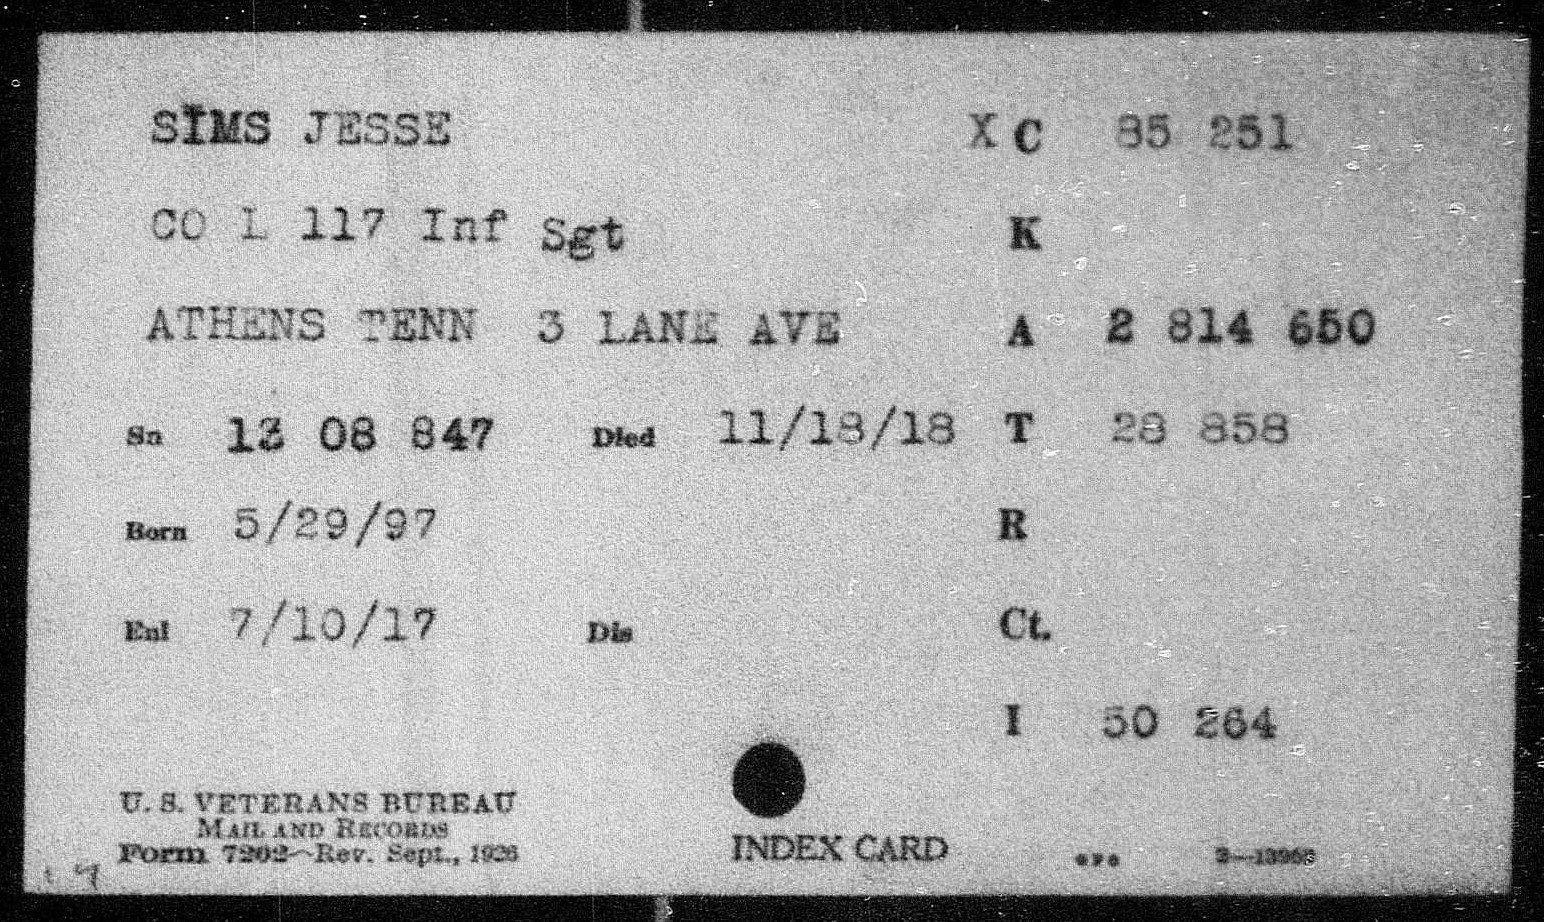 SIMS JESSE X C 85 251
CO L 117 Inf Sgt K
ATHENS TENN 3 LANE AVE A 2 814 650
Sn 13 08 847 Died 11/18/18 T 28 858
Born 5/29/97 R
Enl 7/10/17 Dis Ct.
I 50 264
U. S. VETERANS BUREAU
MAIL AND RECORDS
Form 7202—Rev. Sept., 1926
INDEX CARD